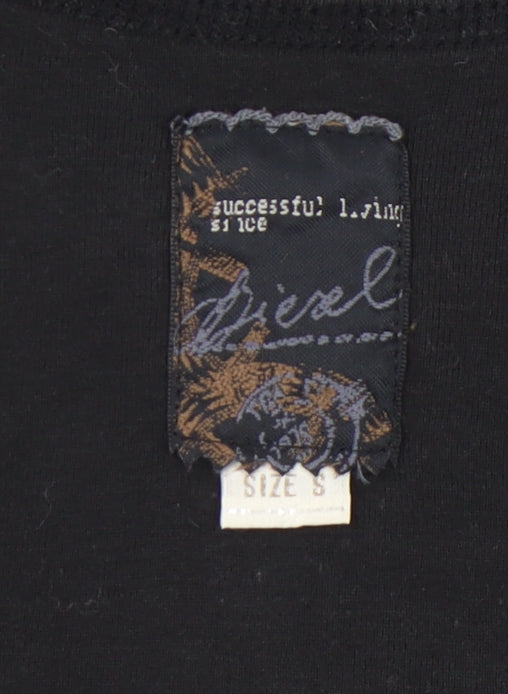 successful living
since
Diesel
SIZE S